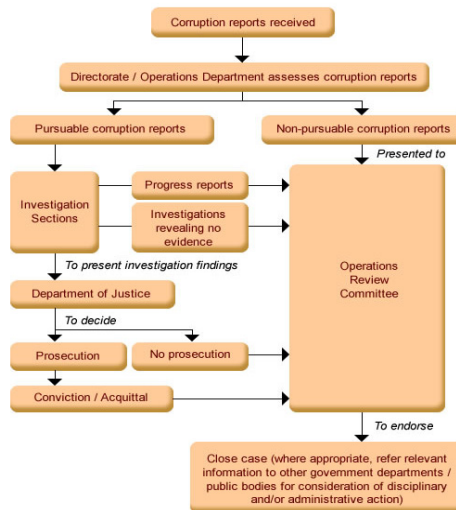 Corruption reports received
Directorate / Operations Department assesses corruption reports
Pursuable corruption reports
Non-pursuable corruption reports
Presented to
Investigation
Sections
Progress reports
Investigations
revealing no
evidence
Operations
Review
Committee
To present investigation findings
Department of Justice
To decide
Prosecution
No prosecution
Conviction / Acquittal
To endorse
Close case (where appropriate, refer relevant
information to other government departments /
public bodies for consideration of disciplinary
and/or administrative action)